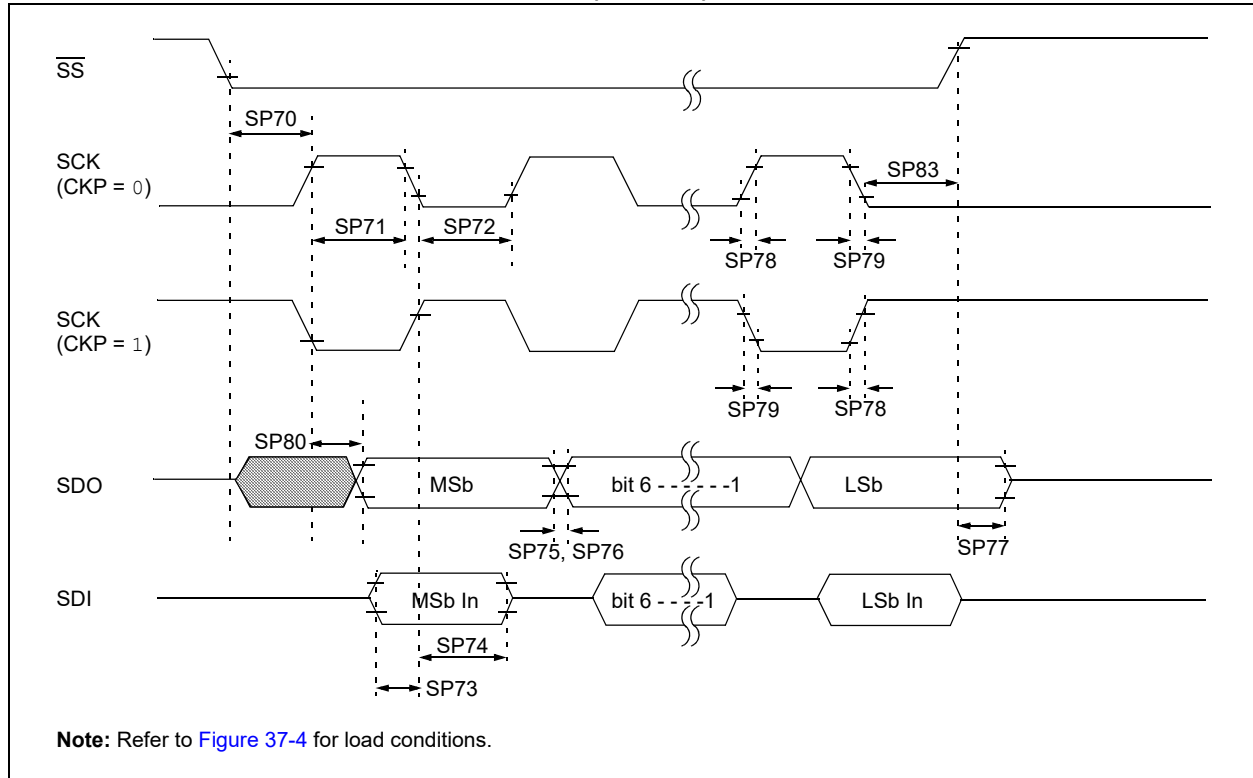 SS
SP70
SCK
(CKP = 0)
SP83
SP71
SP72
SP78
SP79
SCK
(CKP = 1)
SP79
SP78
SP80
SDO
MSb
bit 6 - - - - - - -1
LSb
SP75, SP76
SP77
SDI
MSb In
bit 6 - - - - -1
LSb In
SP74
SP73
Note: Refer to Figure 37-4 for load conditions.